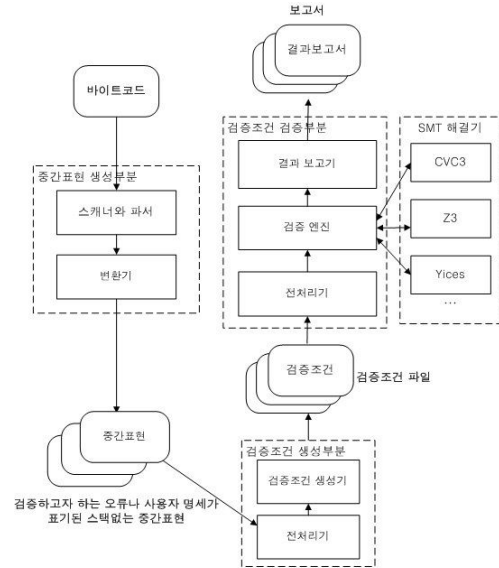 보고서
결과보고서
바이트코드
검증조건 검증부분
SMT 해결기
결과 보고기
CVC3
중간표현 생성부분
스캐너와 파서
검증 엔진
Z3
변환기
전처리기
Yices
...
검증조건
검증조건 파일
중간표현
검증조건 생성부분
검증하고자 하는 오류나 사용자 명세가
표기된 스택없는 중간표현
검증조건 생성기
전처리기